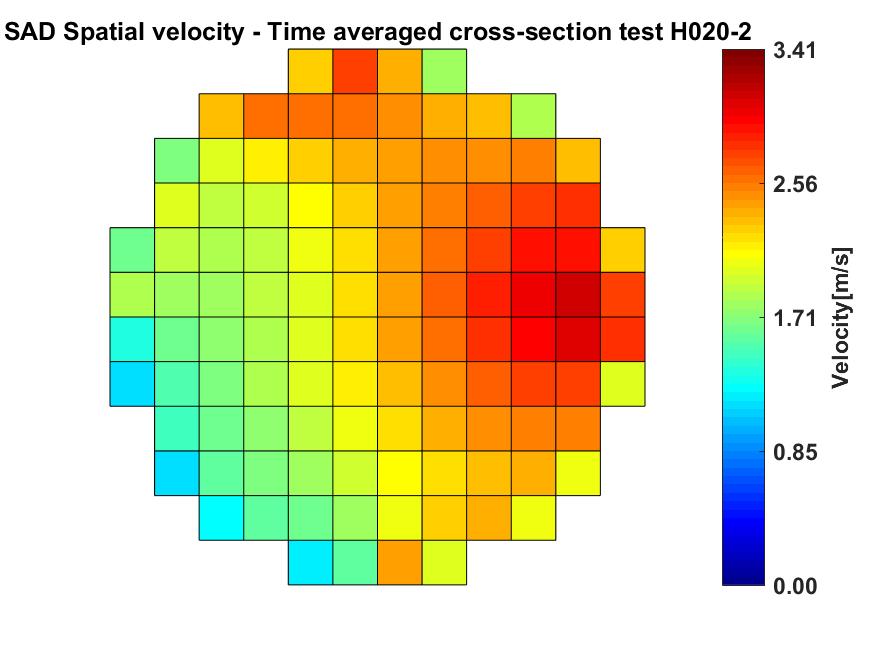 SAD Spatial velocity - Time averaged cross-section test H020-2
3.41
2.56
1.71
0.85
0.00
Velocity[m/s]